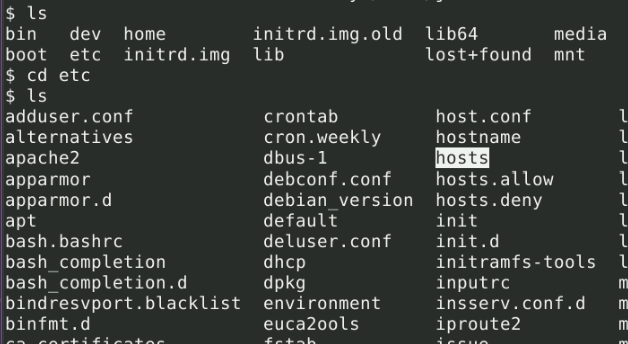 $ ls
bin dev home initrd.img.old lib64 media
boot etc initrd.img lib lost+found mnt
$ cd etc
$ ls
adduser.conf crontab host.conf l
alternatives cron.weekly hostname l
apache2 dbus-1 hosts l
apparmor debconf.conf hosts.allow l
apparmor.d debian_version hosts.deny l
apt default init l
bash.bashrc deluser.conf init.d l
bash_completion dhcp initramfs-tools l
bash_completion.d dpkg inputrc m
bindresvport.blacklist environment insserv.conf.d m
binfmt.d euca2ools iproute2 m
ca-certificates fstab issue